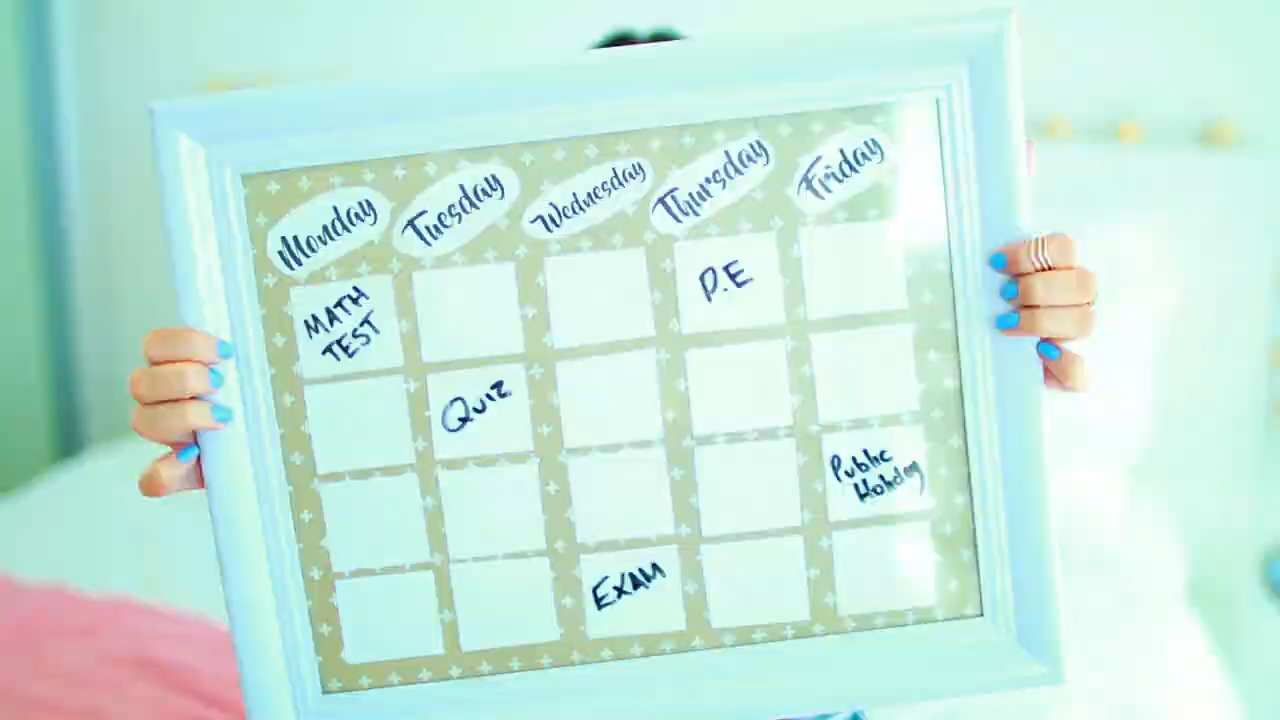 Monday Tuesday Wednesday Thursday Friday
MATH
TEST
P.E
Quiz
Public
Holiday
EXAM